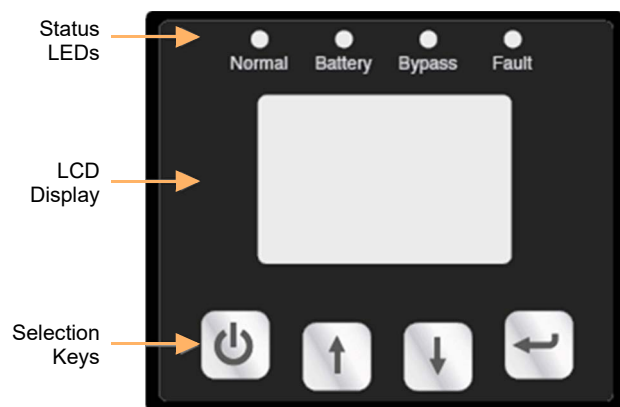 Status
LEDs
Normal Battery Bypass Fault
LCD
Display
Selection
Keys